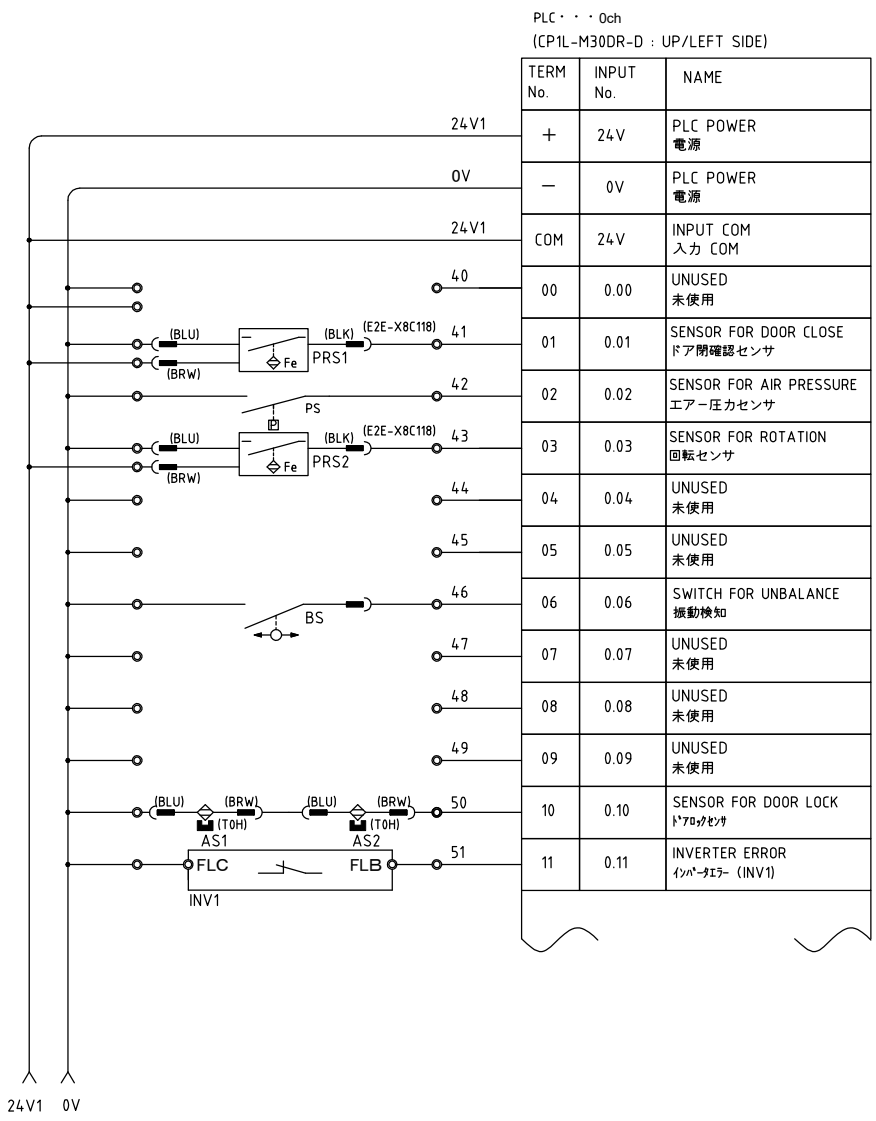 PLC・・・0ch
(CP1L-M30DR-D : UP/LEFT SIDE)
TERM No. INPUT No. NAME
24V1 + 24V PLC POWER
電源
0V − 0V PLC POWER
電源
24V1 COM 24V INPUT COM
入力 COM
40 00 0.00 UNUSED
未使用
(BLU) (BLK) (E2E-X8C118) 41 01 0.01 SENSOR FOR DOOR CLOSE
ドア閉確認センサ
Fe PRS1
(BRW)
42 02 0.02 SENSOR FOR AIR PRESSURE
エアー圧力センサ
PS
P
(BLU) (BLK) (E2E-X8C118) 43 03 0.03 SENSOR FOR ROTATION
回転センサ
Fe PRS2
(BRW)
44 04 0.04 UNUSED
未使用
45 05 0.05 UNUSED
未使用
46 06 0.06 SWITCH FOR UNBALANCE
振動検知
BS
47 07 0.07 UNUSED
未使用
48 08 0.08 UNUSED
未使用
49 09 0.09 UNUSED
未使用
(BLU) (BRW) (BLU) (BRW) 50 10 0.10 SENSOR FOR DOOR LOCK
ﾄﾞｱﾛｯｸｾﾝｻ
(TOH) (TOH)
AS1 AS2
FLC FLB 51 11 0.11 INVERTER ERROR
ｲﾝﾊﾞｰﾀｴﾗｰ (INV1)
INV1
24V1 0V